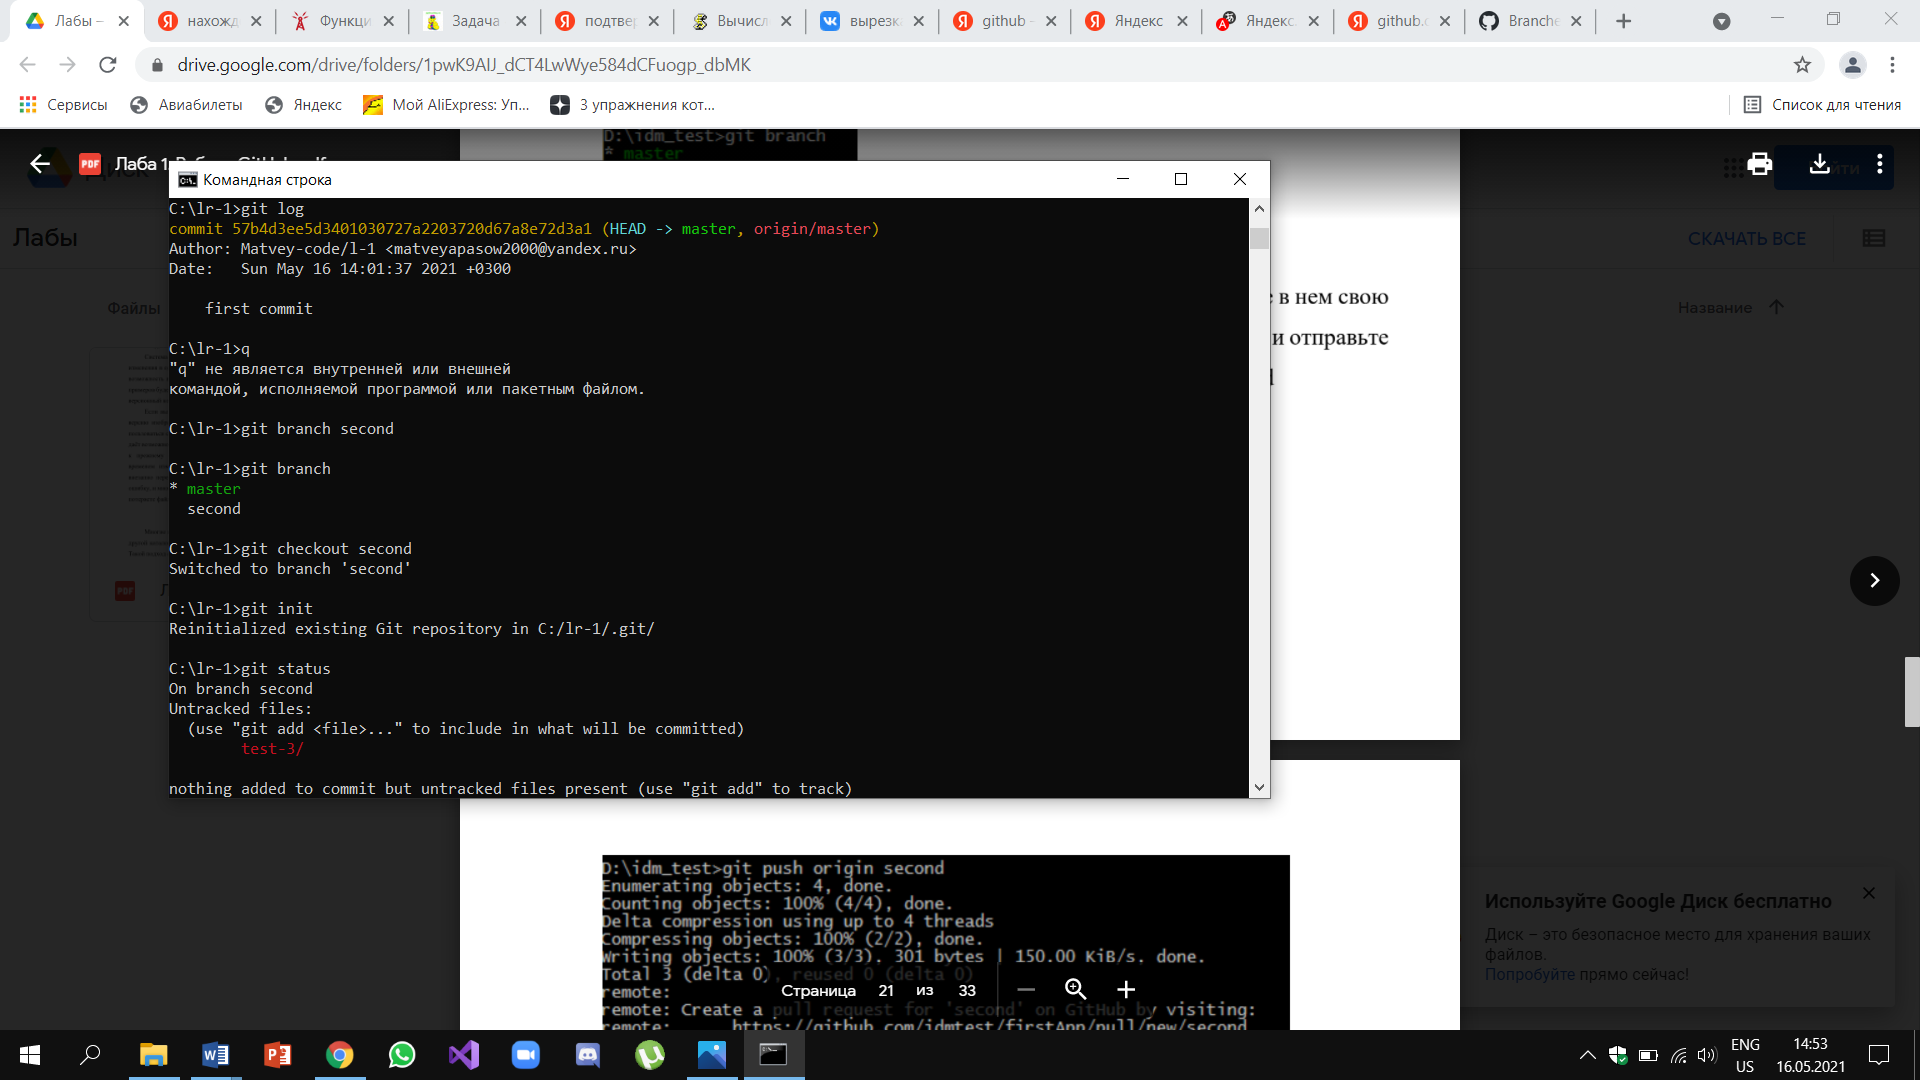 Лабы –
нахожд
Функци
Задача
подтвер
Вычисл
вырезка
github -
Яндекс
Яндекс.
github.c
Branche
drive.google.com/drive/folders/1pwK9AIJ_dCT4LwWye584dCFuogp_dbMK
Сервисы
Авиабилеты
Яндекс
Мой AliExpress: Уп...
3 упражнения кот...
Список для чтения
D:\idm_test>git branch
* master
PDF
Лабы
СКАЧАТЬ ВСЕ
Файлы
Название
Командная строка
C:\lr-1>git log
commit 57b4d3ee5d3401030727a2203720d67a8e72d3a1 (HEAD -> master, origin/master)
Author: Matvey-code/l-1 <matveyapasow2000@yandex.ru>
Date:   Sun May 16 14:01:37 2021 +0300
first commit
C:\lr-1>q
"q" не является внутренней или внешней
командой, исполняемой программой или пакетным файлом.
C:\lr-1>git branch second
C:\lr-1>git branch
* master
second
C:\lr-1>git checkout second
Switched to branch 'second'
C:\lr-1>git init
Reinitialized existing Git repository in C:/lr-1/.git/
C:\lr-1>git status
On branch second
Untracked files:
(use "git add <file>..." to include in what will be committed)
test-3/
nothing added to commit but untracked files present (use "git add" to track)
в нем свою
и отправьте
D:\idm_test>git push origin second
Enumerating objects: 4, done.
Counting objects: 100% (4/4), done.
Delta compression using up to 4 threads
Compressing objects: 100% (2/2), done.
Writing objects: 100% (3/3), 301 bytes | 150.00 KiB/s, done.
Total 3 (delta 0), reused 0 (delta 0)
remote:
remote: Create a pull request for 'second' on GitHub by visiting:
remote: https://github.com/idmtest/firstApp/pull/new/second
Страница 21 из 33
Используйте Google Диск бесплатно
Диск – это безопасное место для хранения ваших
файлов.
Попробуйте прямо сейчас!
ENG
US
14:53
16.05.2021